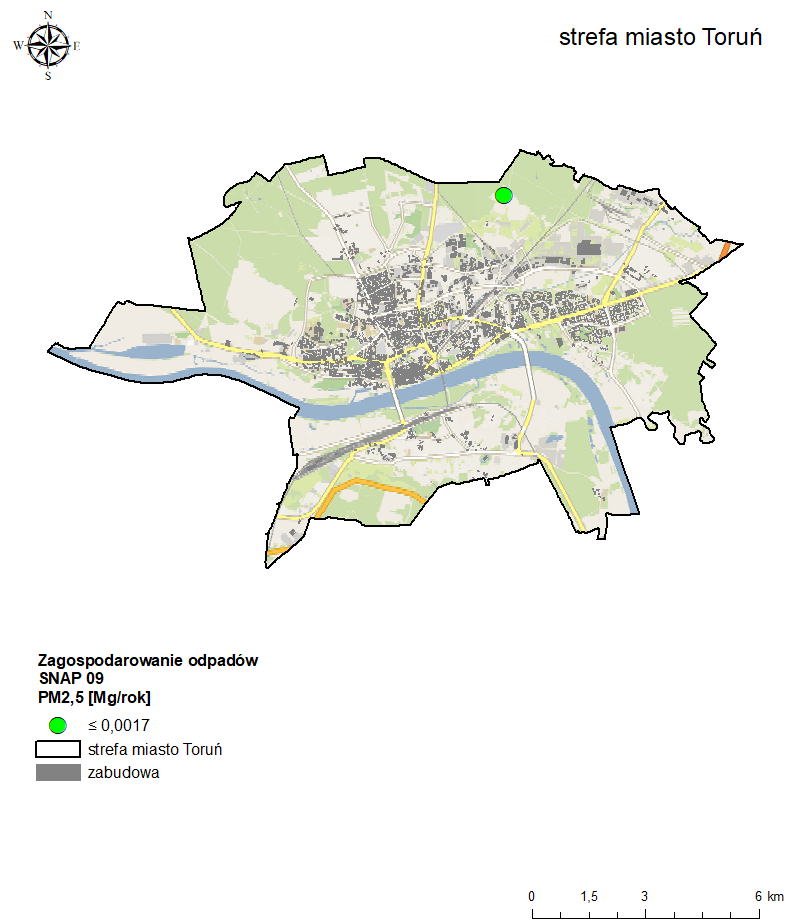 N
W E
S
strefa miasto Toruń
Zagospodarowanie odpadów
SNAP 09
PM2,5 [Mg/rok]
≤ 0,0017
strefa miasto Toruń
zabudowa
0 1,5 3 6 km